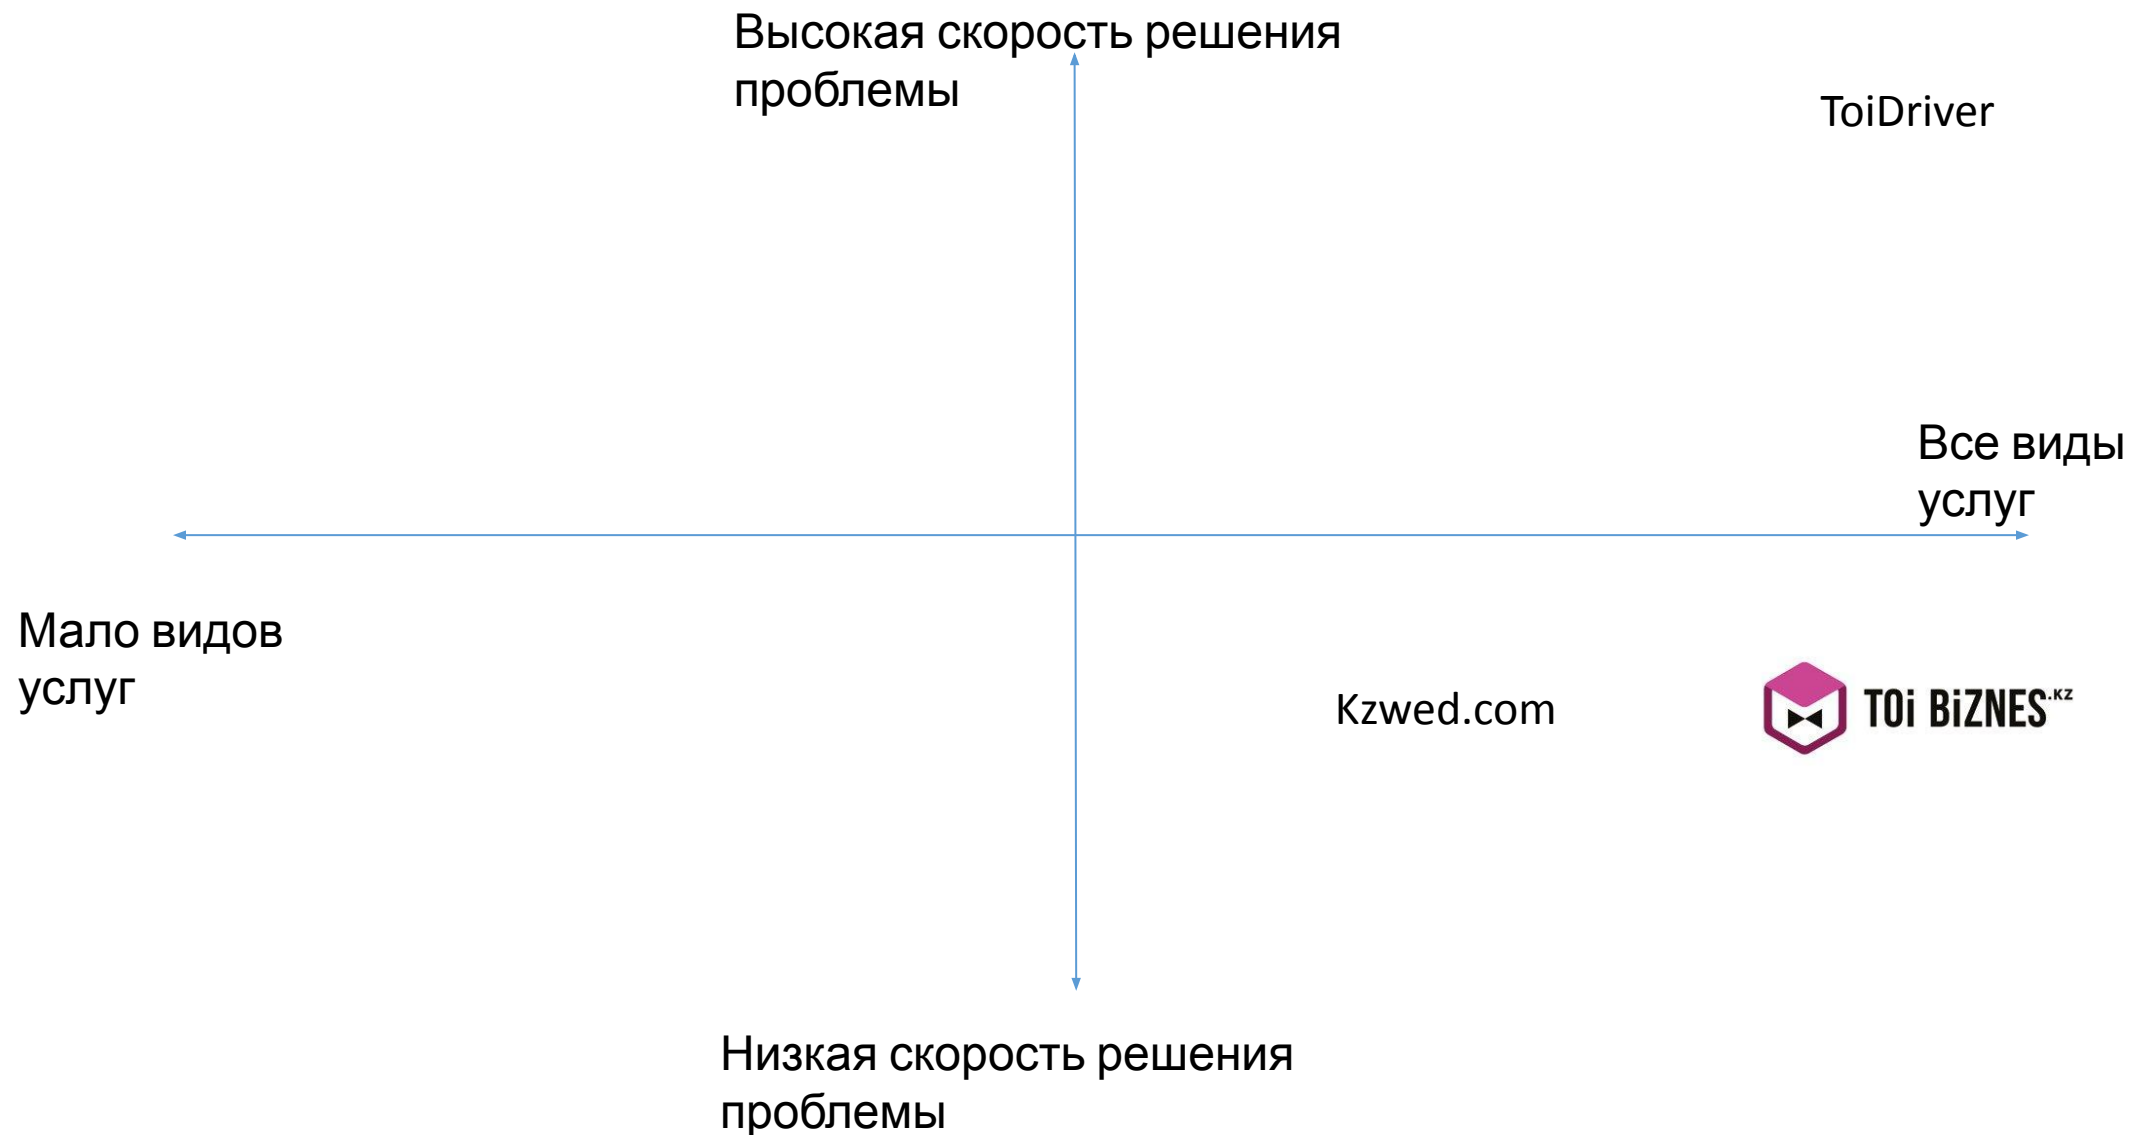 Высокая скорость решения
проблемы
ToiDriver
Все виды
услуг
Мало видов
услуг
Kzwed.com
TOi BiZNES.KZ
Низкая скорость решения
проблемы